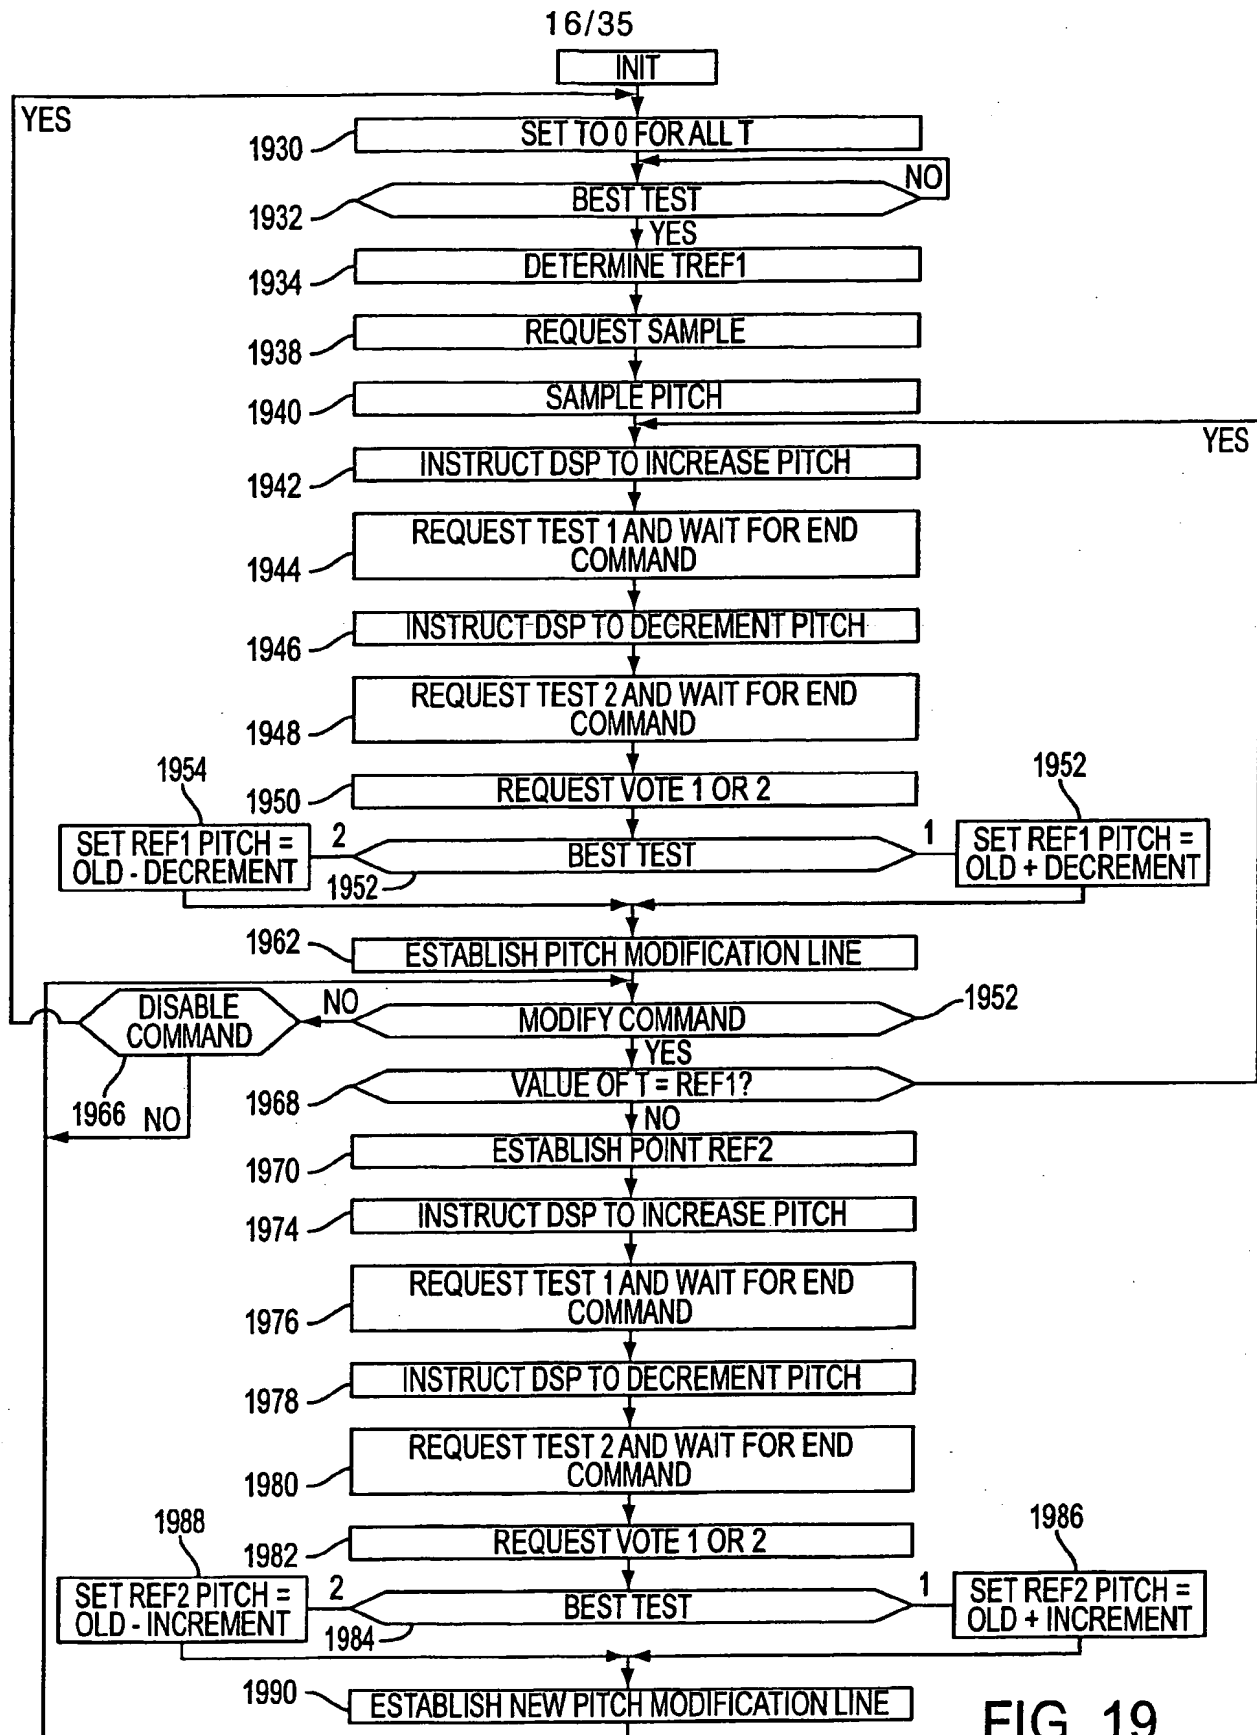 16/35
INIT
YES
1930
SET TO 0 FOR ALL T
NO
1932
BEST TEST
YES
1934
DETERMINE TREF1
1938
REQUEST SAMPLE
1940
SAMPLE PITCH
YES
1942
INSTRUCT DSP TO INCREASE PITCH
1944
REQUEST TEST 1 AND WAIT FOR END
COMMAND
1946
INSTRUCT DSP TO DECREMENT PITCH
1948
REQUEST TEST 2 AND WAIT FOR END
COMMAND
1950
REQUEST VOTE 1 OR 2
1954
SET REF1 PITCH =
OLD - DECREMENT
2
BEST TEST
1952
1
1952
SET REF1 PITCH =
OLD + DECREMENT
1962
ESTABLISH PITCH MODIFICATION LINE
DISABLE
COMMAND
NO
MODIFY COMMAND
1952
YES
1966
NO
1968
VALUE OF T = REF1?
NO
1970
ESTABLISH POINT REF2
1974
INSTRUCT DSP TO INCREASE PITCH
1976
REQUEST TEST 1 AND WAIT FOR END
COMMAND
1978
INSTRUCT DSP TO DECREMENT PITCH
1980
REQUEST TEST 2 AND WAIT FOR END
COMMAND
1982
REQUEST VOTE 1 OR 2
1988
SET REF2 PITCH =
OLD - INCREMENT
2
BEST TEST
1984
1
1986
SET REF2 PITCH =
OLD + INCREMENT
1990
ESTABLISH NEW PITCH MODIFICATION LINE
FIG. 19